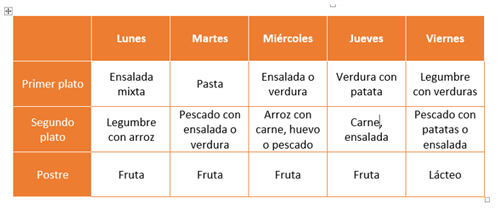 Lunes Martes Miércoles Jueves Viernes
Primer plato Ensalada mixta Pasta Ensalada o verdura Verdura con patata Legumbre con verduras
Segundo plato Legumbre con arroz Pescado con ensalada o verdura Arroz con carne, huevo o pescado Carne, ensalada Pescado con patatas o ensalada
Postre Fruta Fruta Fruta Fruta Lácteo